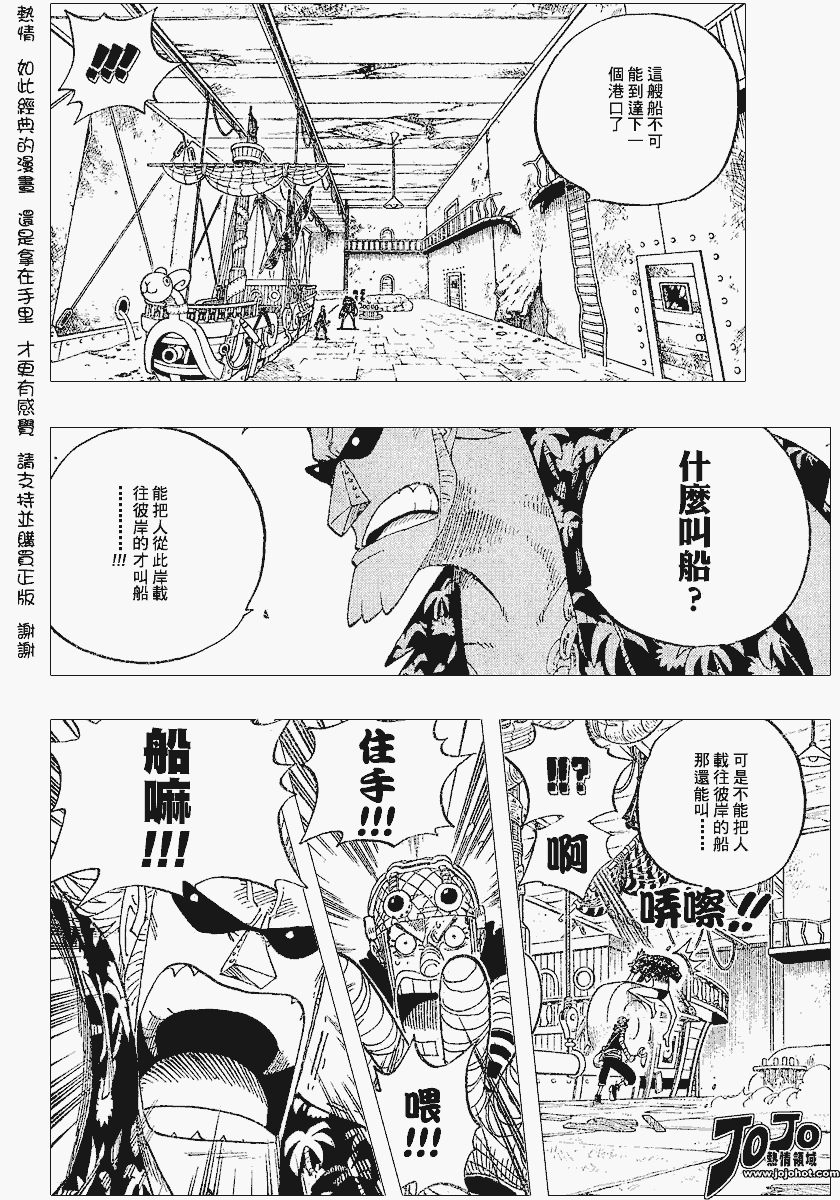 這艘船不可
能到達下一
個港口了
!!!
什麼叫船?
能把人從此岸載
往彼岸的才叫船
…………!!!
可是不能把人
載往彼岸的船
那還能叫……
!!?
啊
哢嚓!!
住手!!!
喂!!!
船嘛!!!
熱情 如此經典的漫畫 還是拿在手里 才更有感覺 請支持並購買正版 謝謝
JOJO
熱情領域
www.jojohot.com